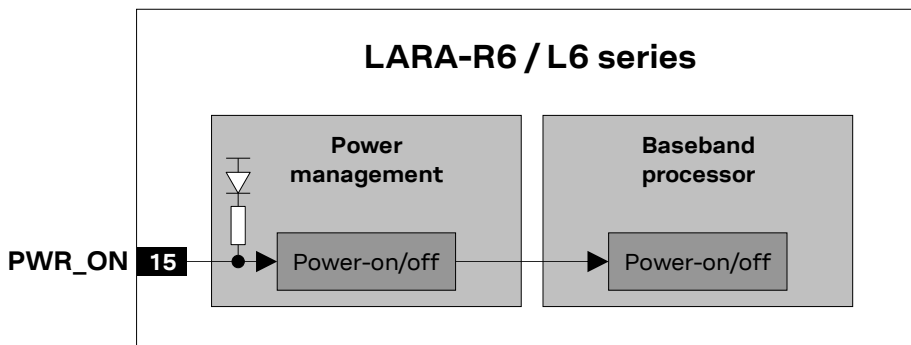 LARA-R6 / L6 series
Power
management
Baseband
processor
PWR_ON
15
Power-on/off
Power-on/off